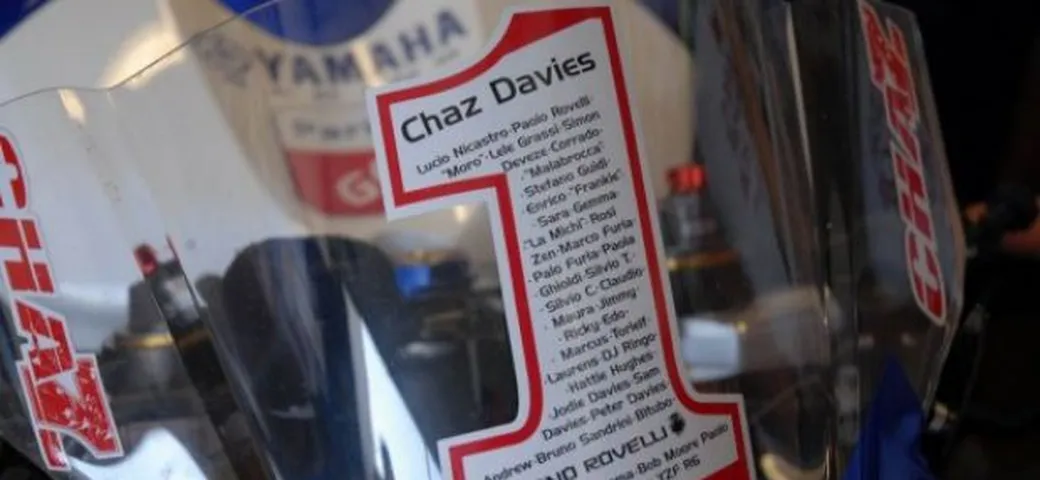 YAMAHA
CHAZ
CHAZ
Chaz Davies
Lucio Nicastro-Paolo Rovelli-
"Moro"-Lele Grassi-Simon
Deveze-Corrado-
"Malabrocca"
-Stefano Guidi-
Enrico-"Frankie"
-Sara-Gemma-
"La Michi"-Rosi
Zen-Marco Furia-
Palo Furia-Paola
Ghioldi-Silvio T.-
Silvio C-Claudio-
Maura-Jimmy-
-Ricky-Edo-
Marcus-Torleif-
-Laurens-DJ Ringo-
-Hattie Hughes-
Jodie Davies-Sam
Davies-Peter Davies-
Andrew-Bruno Sandrini-Bitubo-
ROVELLI
-Bob Moore Paolo
YZF R6